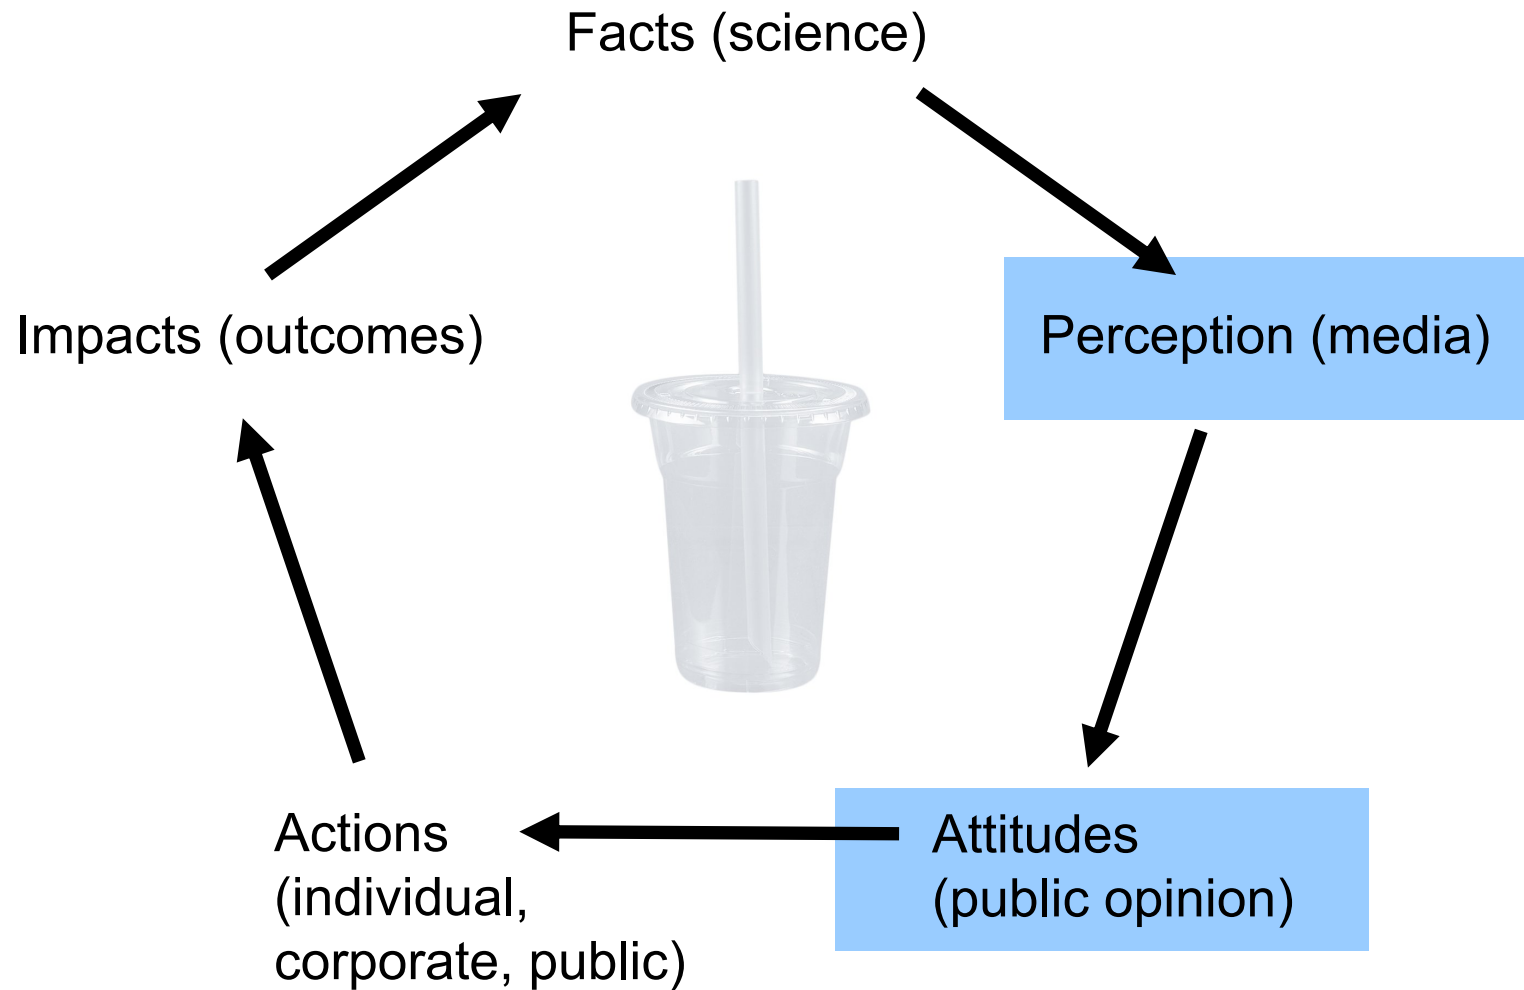 Facts (science)
Impacts (outcomes)
Perception (media)
Actions
(individual,
corporate, public)
Attitudes
(public opinion)